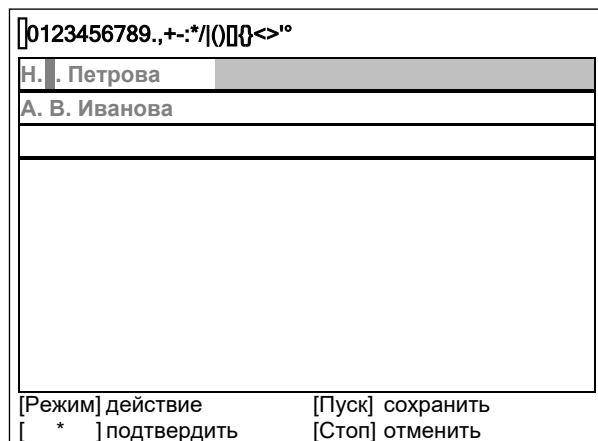 0123456789.,+-:*/|()[]{}<>'°
Н. . Петрова
А. В. Иванова
[Режим] действие [Пуск] сохранить
[ * ] подтвердить [Стоп] отменить